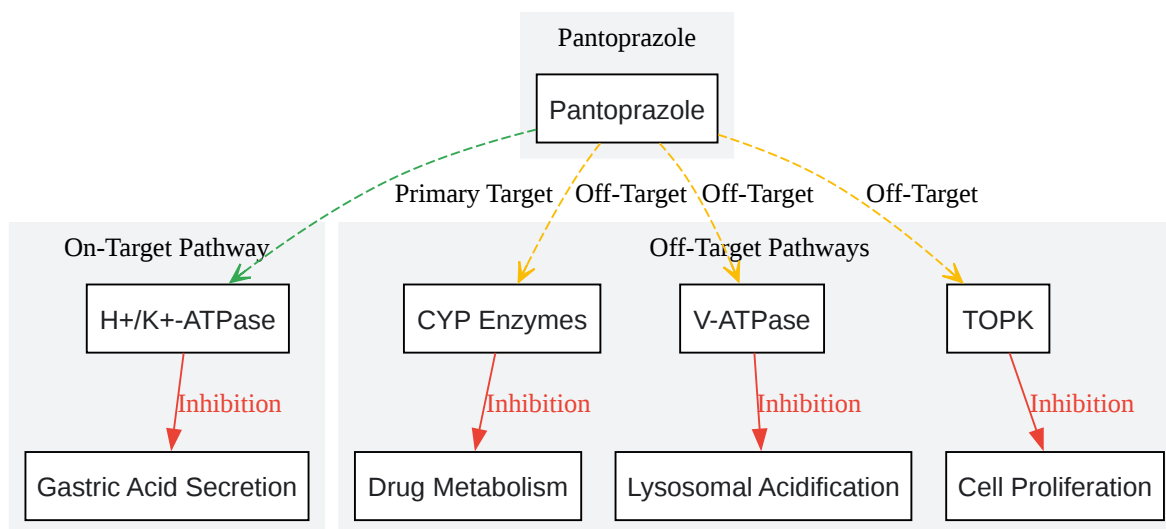 Pantoprazole
Pantoprazole
Primary Target
Off-Target
Off-Target
Off-Target
On-Target Pathway
Off-Target Pathways
H+/K+-ATPase
CYP Enzymes
V-ATPase
TOPK
Inhibition
Inhibition
Inhibition
Inhibition
Gastric Acid Secretion
Drug Metabolism
Lysosomal Acidification
Cell Proliferation